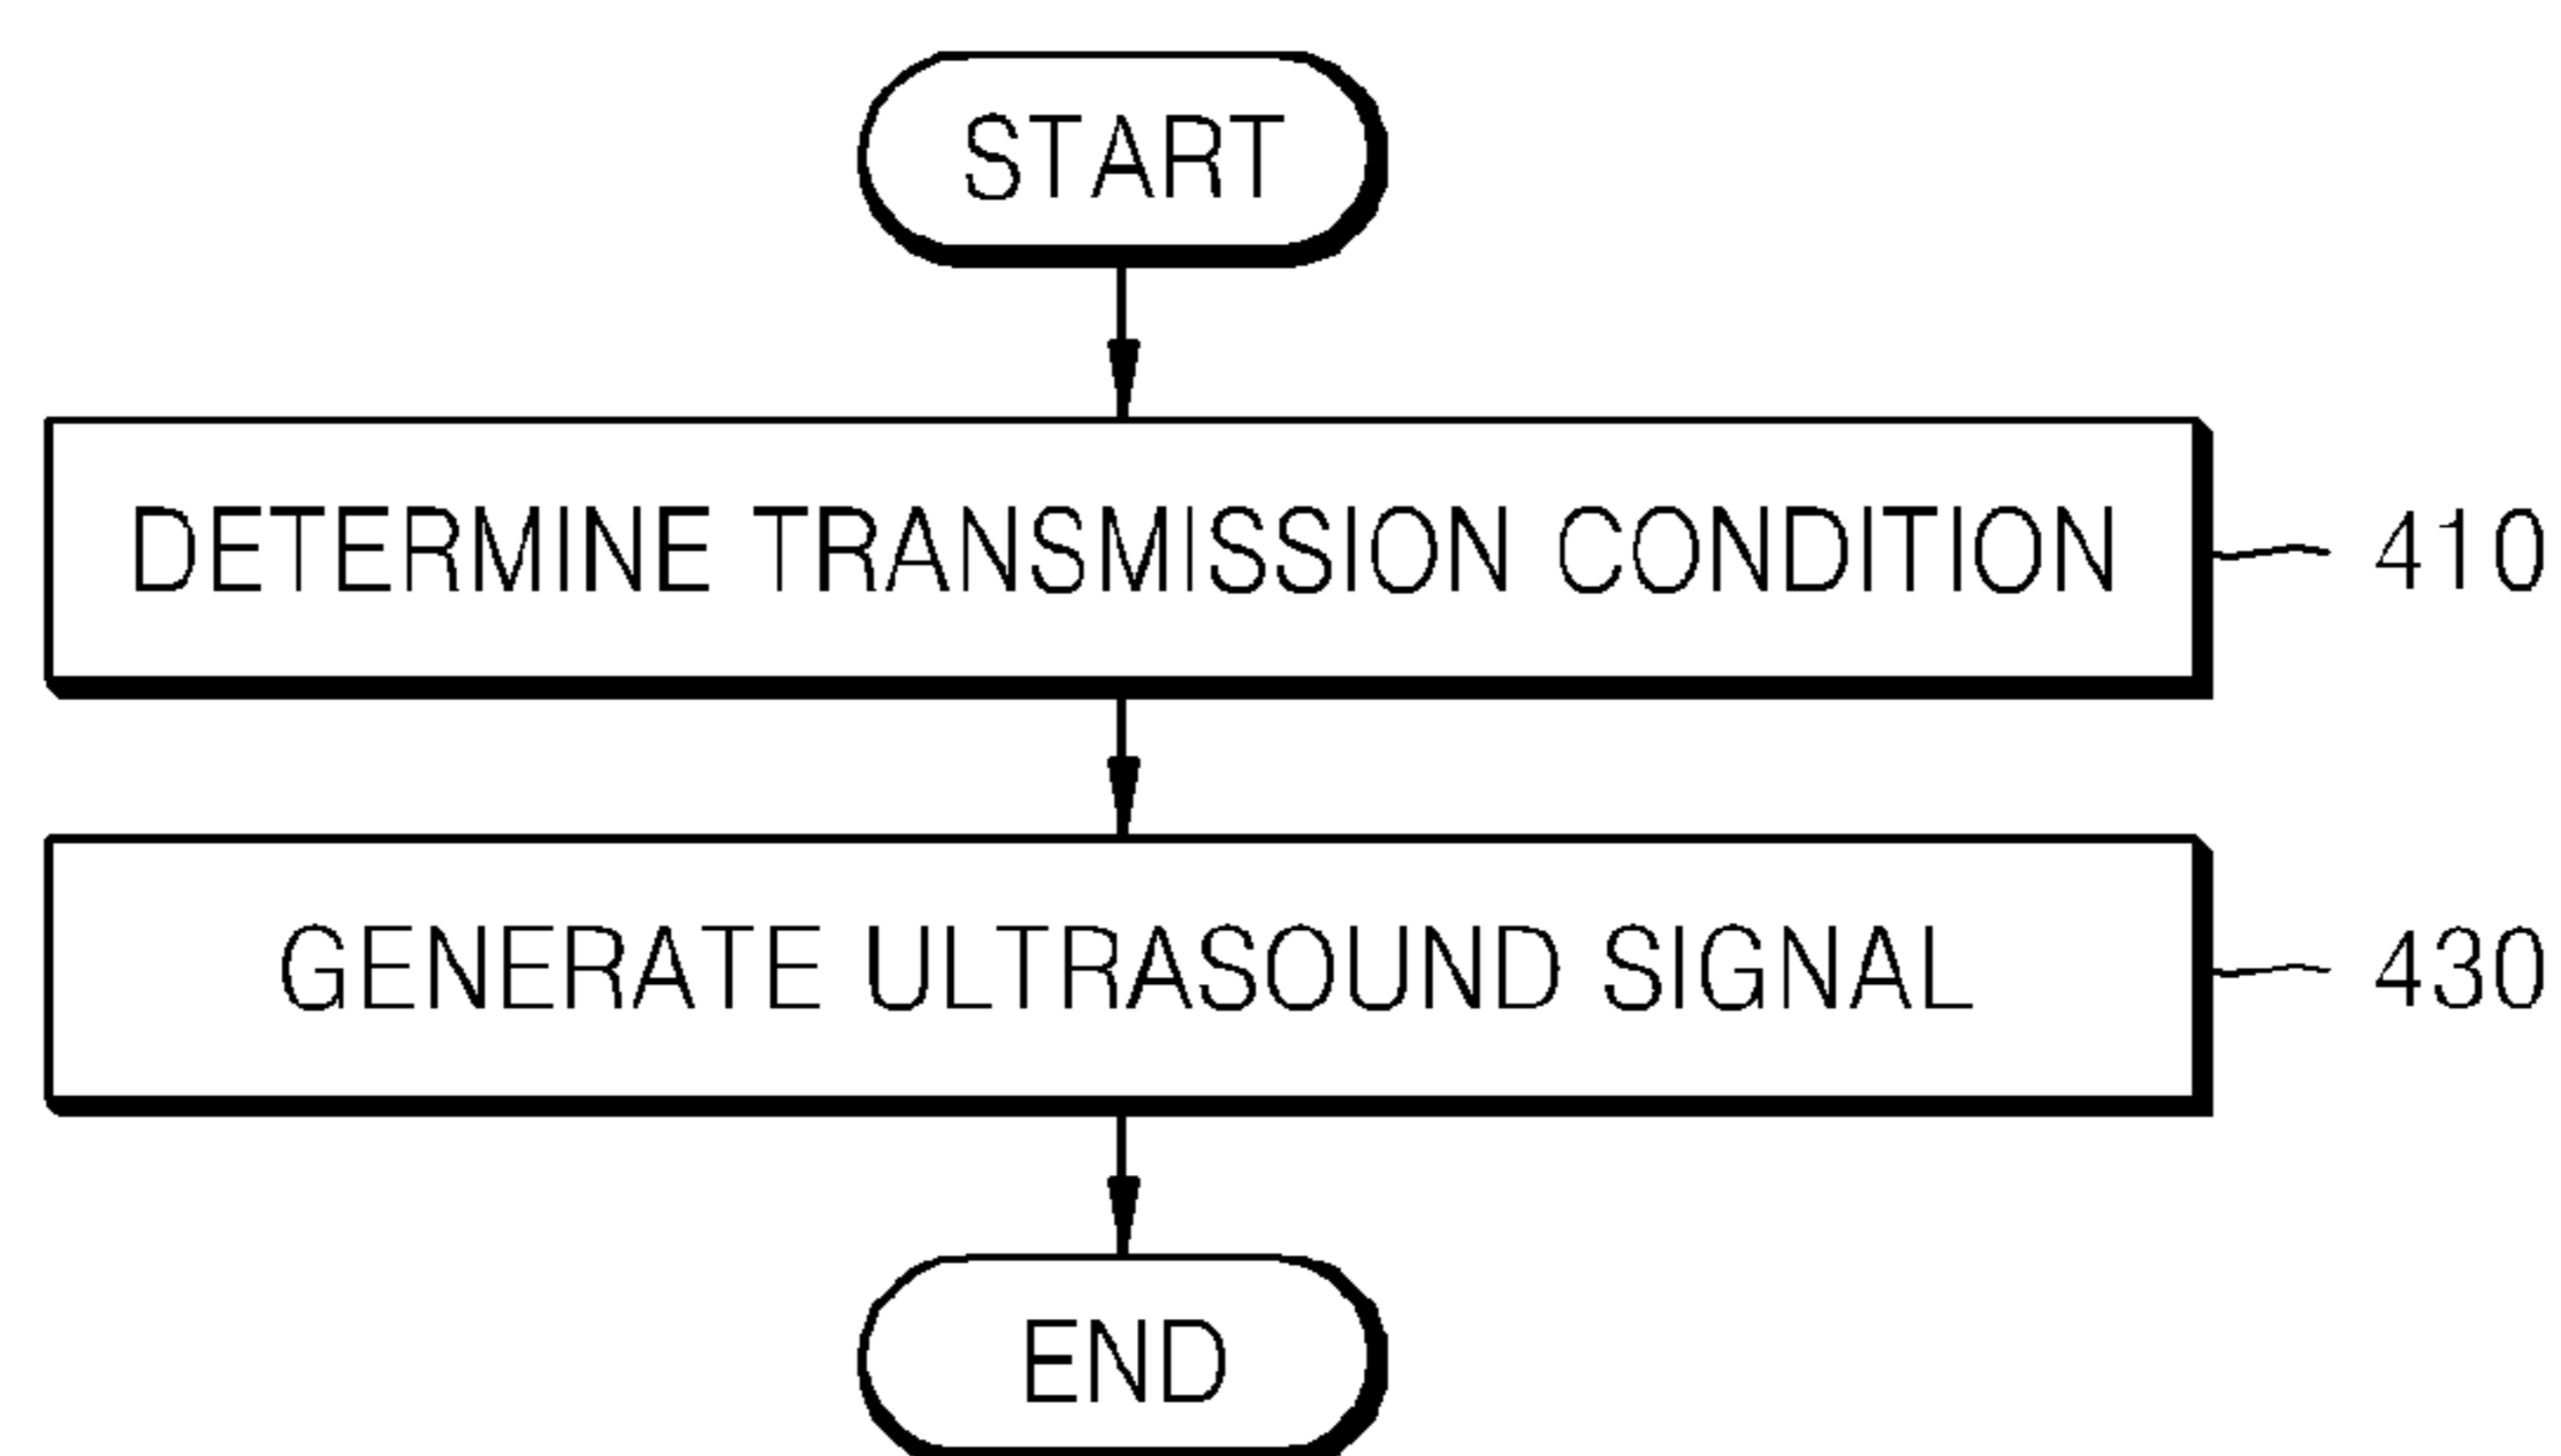 START
DETERMINE TRANSMISSION CONDITION
410
GENERATE ULTRASOUND SIGNAL
430
END